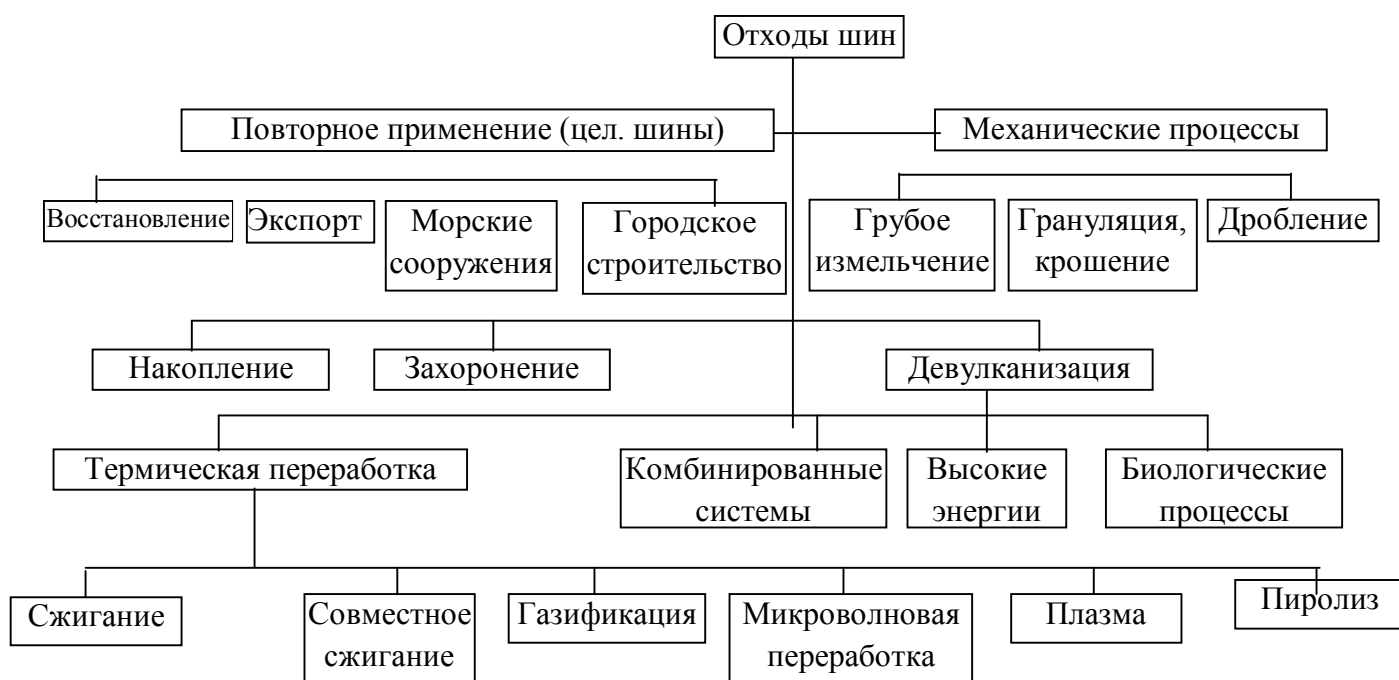 Отходы шин
Повторное применение (цел. шины)
Механические процессы
Восстановление
Экспорт
Морские
сооружения
Городское
строительство
Грубое
измельчение
Грануляция,
крошение
Дробление
Накопление
Захоронение
Девулканизация
Термическая переработка
Комбинированные
системы
Высокие
энергии
Биологические
процессы
Сжигание
Совместное
сжигание
Газификация
Микроволновая
переработка
Плазма
Пиролиз